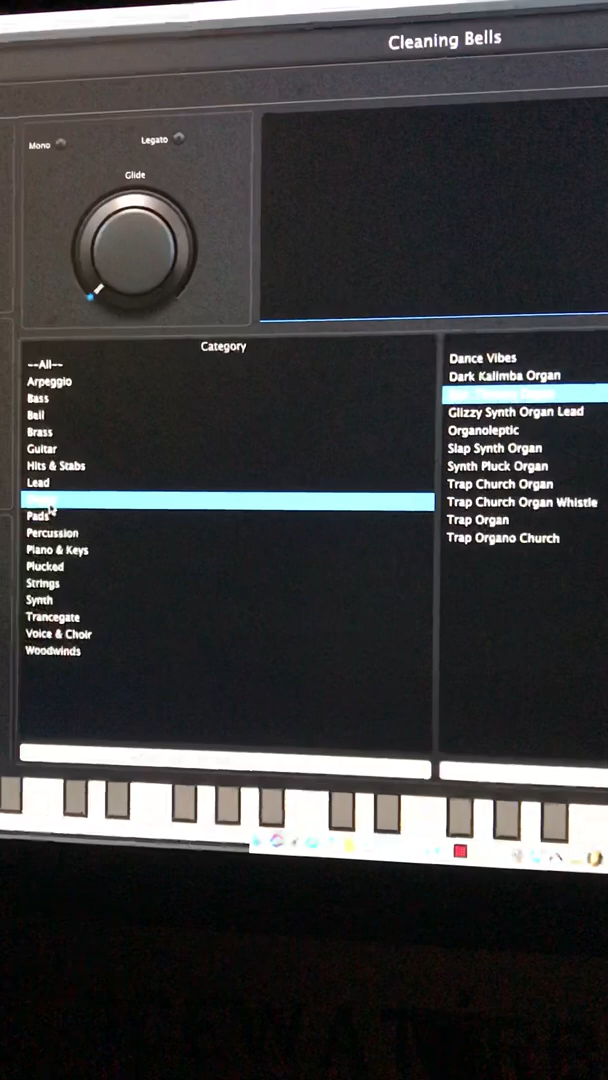 Cleaning Bells
Mono
Legato
Glide
Category
--All--
Arpeggio
Bass
Bell
Brass
Guitar
Hits & Stabs
Lead
Pads
Percussion
Piano & Keys
Plucked
Strings
Synth
Trancegate
Voice & Choir
Woodwinds
Dance Vibes
Dark Kalimba Organ
Glizzy Synth Organ Lead
Organoleptic
Slap Synth Organ
Synth Pluck Organ
Trap Church Organ
Trap Church Organ Whistle
Trap Organ
Trap Organo Church